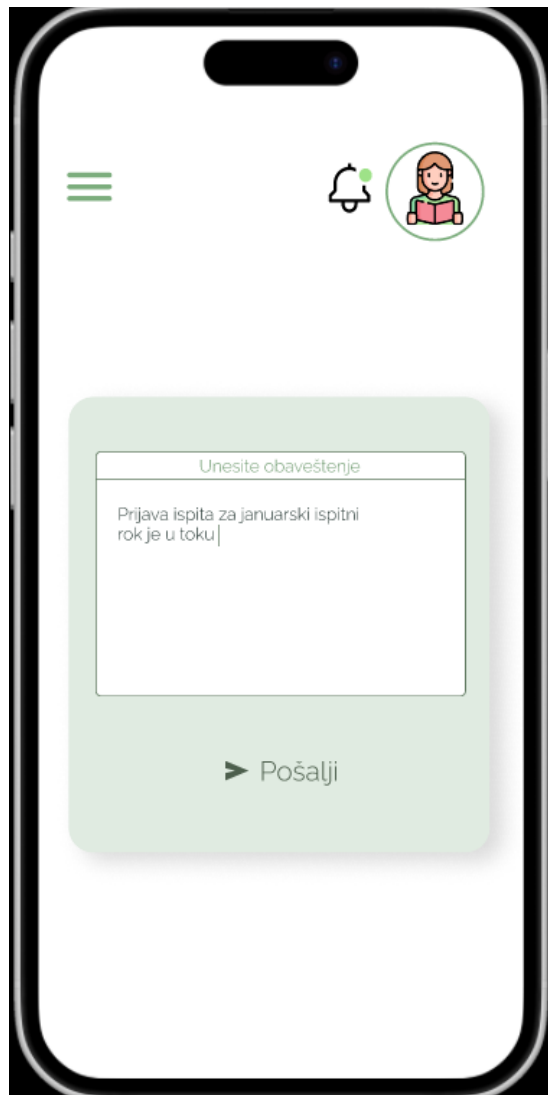 Unesite obaveštenje
Prijava ispita za januarski ispitni
rok je u toku
Pošalji